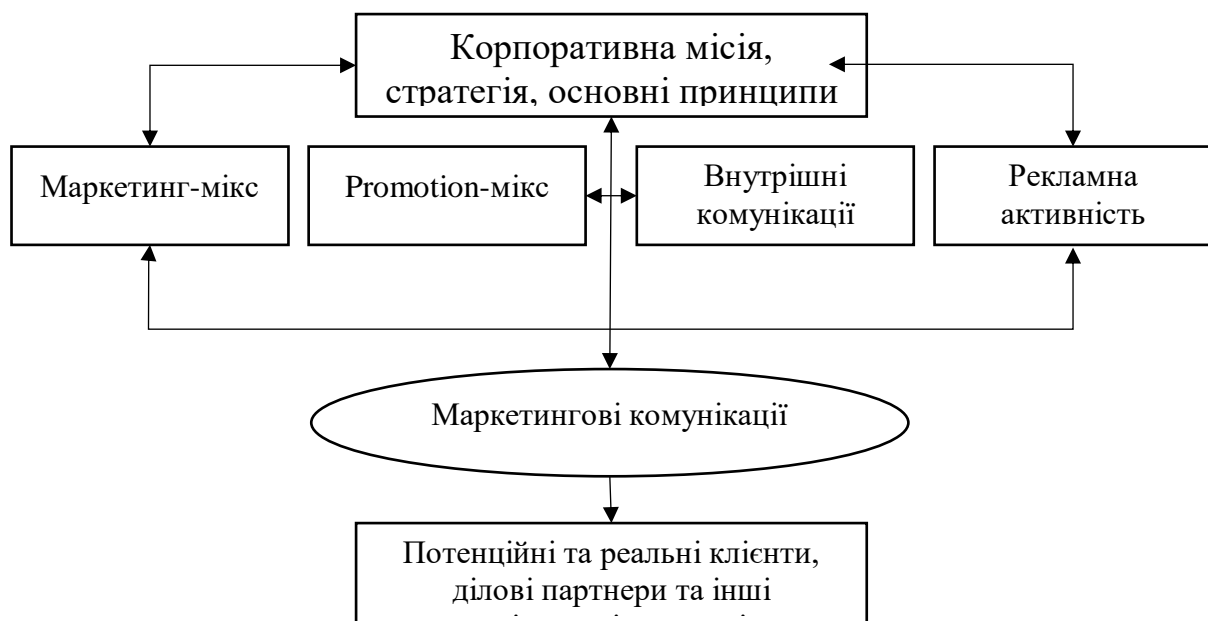 Корпоративна місія,
стратегія, основні принципи
Маркетинг-мікс
Promotion-мікс
Внутрішні
комунікації
Рекламна
активність
Маркетингові комунікації
Потенційні та реальні клієнти,
ділові партнери та інші